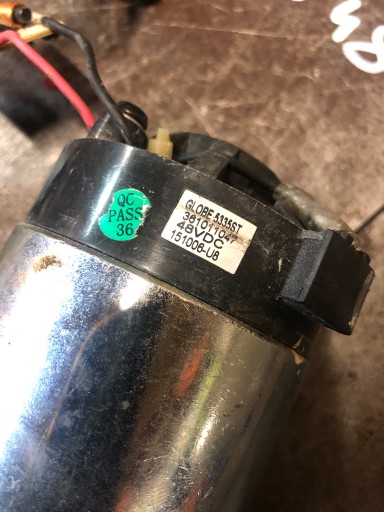 QC
PASS
36
GLOBE 5335ST
361011047
48VDC
151006-U8